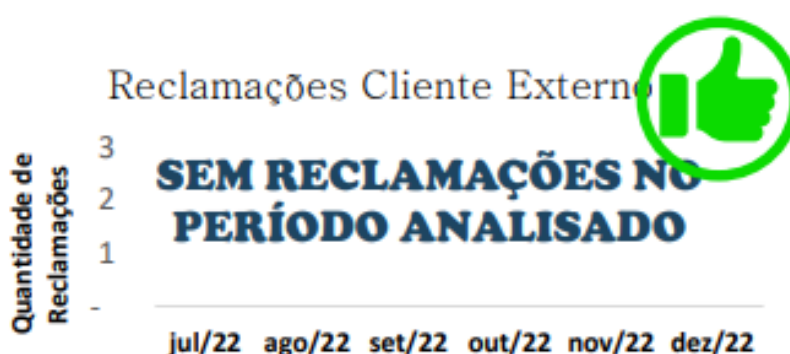 Reclamações Cliente Externo
Quantidade de
Reclamações
3
2
1
-
SEM RECLAMAÇÕES NO
PERÍODO ANALISADO
jul/22 ago/22 set/22 out/22 nov/22 dez/22